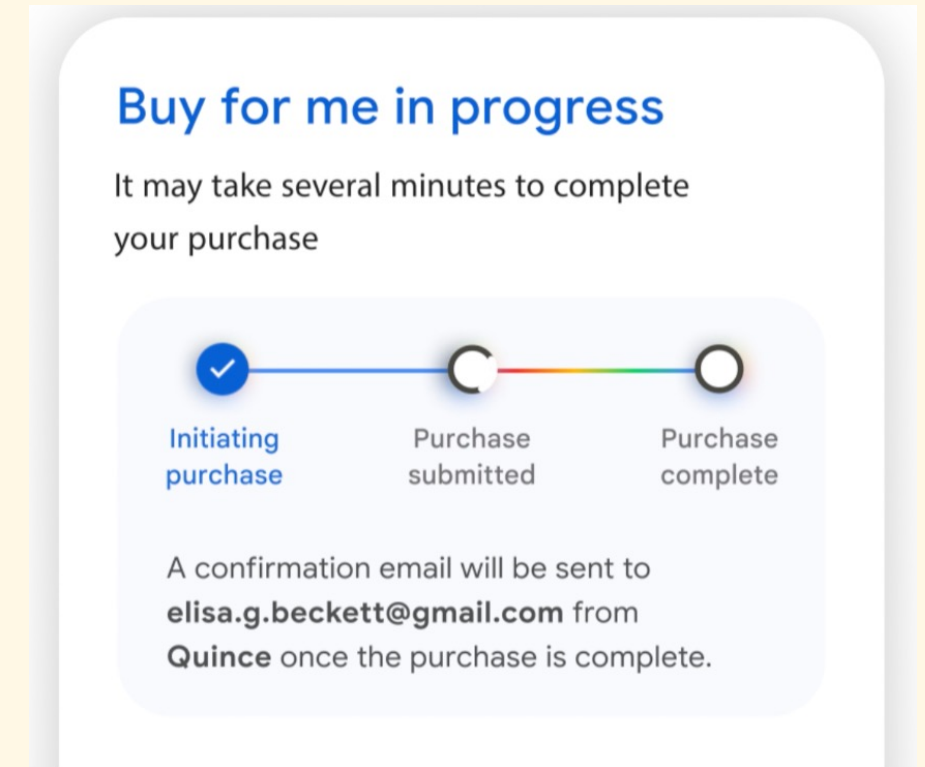 Buy for me in progress
It may take several minutes to complete
your purchase
Initiating
purchase
Purchase
submitted
Purchase
complete
A confirmation email will be sent to
elisa.g.beckett@gmail.com from
Quince once the purchase is complete.